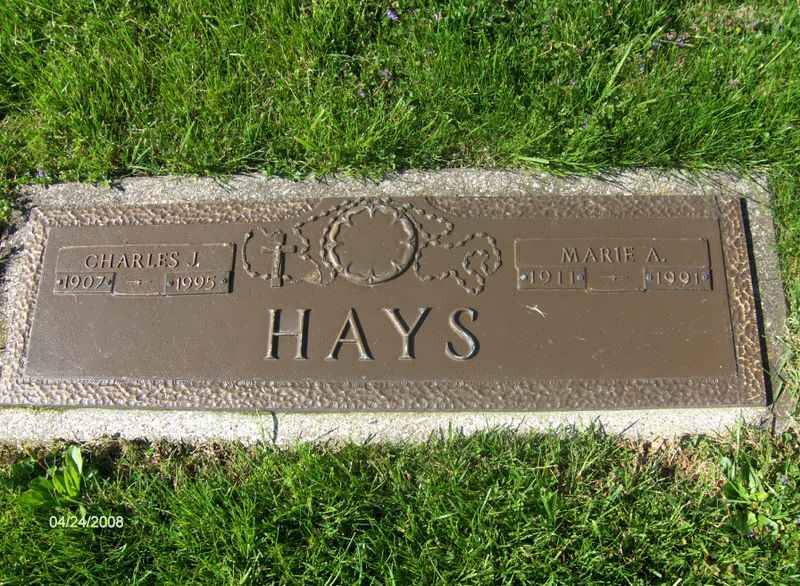 CHARLES J.
1907 - 1995
MARIE A.
1911 - 1991
HAYS
04/24/2008